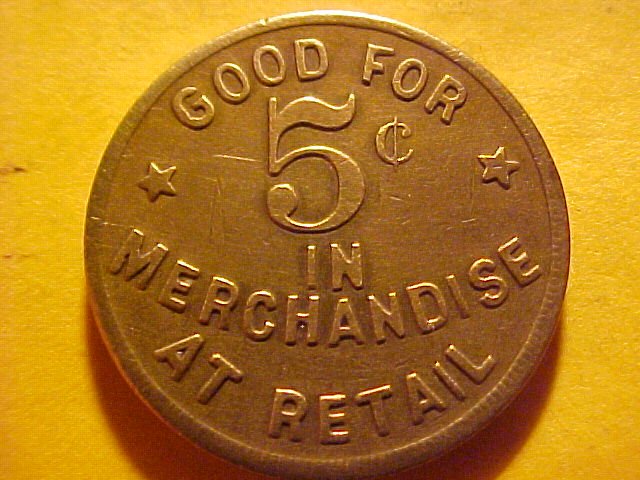 GOOD FOR
5¢
IN
MERCHANDISE
AT RETAIL